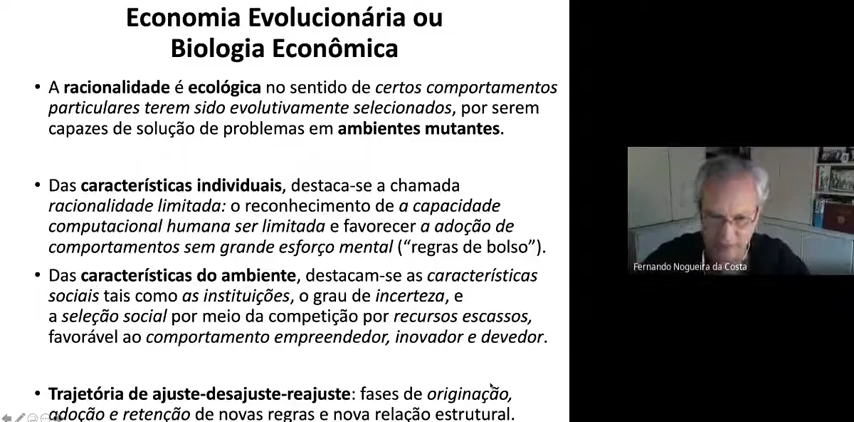 Economia Evolucionária ou
Biologia Econômica
• A racionalidade é ecológica no sentido de certos comportamentos
particulares terem sido evolutivamente selecionados, por serem
capazes de solução de problemas em ambientes mutantes.
• Das características individuais, destaca-se a chamada
racionalidade limitada: o reconhecimento de a capacidade
computacional humana ser limitada e favorecer a adoção de
comportamentos sem grande esforço mental (“regras de bolso”).
• Das características do ambiente, destacam-se as características
sociais tais como as instituições, o grau de incerteza, e
a seleção social por meio da competição por recursos escassos,
favorável ao comportamento empreendedor, inovador e devedor.
• Trajetória de ajuste-desajuste-reajuste: fases de originação,
adoção e retenção de novas regras e nova relação estrutural.
Fernando Nogueira da Costa